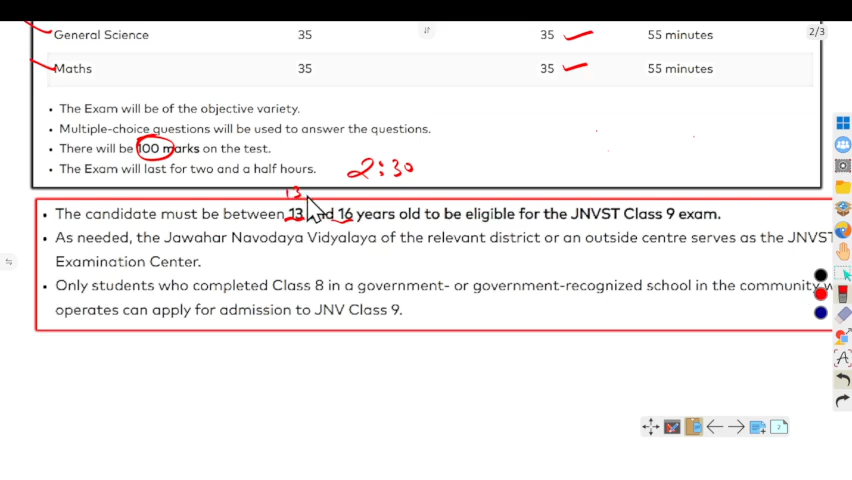 2/3
General Science 35 35 55 minutes
Maths 35 35 55 minutes
• The Exam will be of the objective variety.
• Multiple-choice questions will be used to answer the questions.
• There will be 100 marks on the test.
• The Exam will last for two and a half hours. 2:30
13
• The candidate must be between 13 nd 16 years old to be eligible for the JNVST Class 9 exam.
• As needed, the Jawahar Navodaya Vidyalaya of the relevant district or an outside centre serves as the JNVST
Examination Center.
• Only students who completed Class 8 in a government- or government-recognized school in the community w
operates can apply for admission to JNV Class 9.